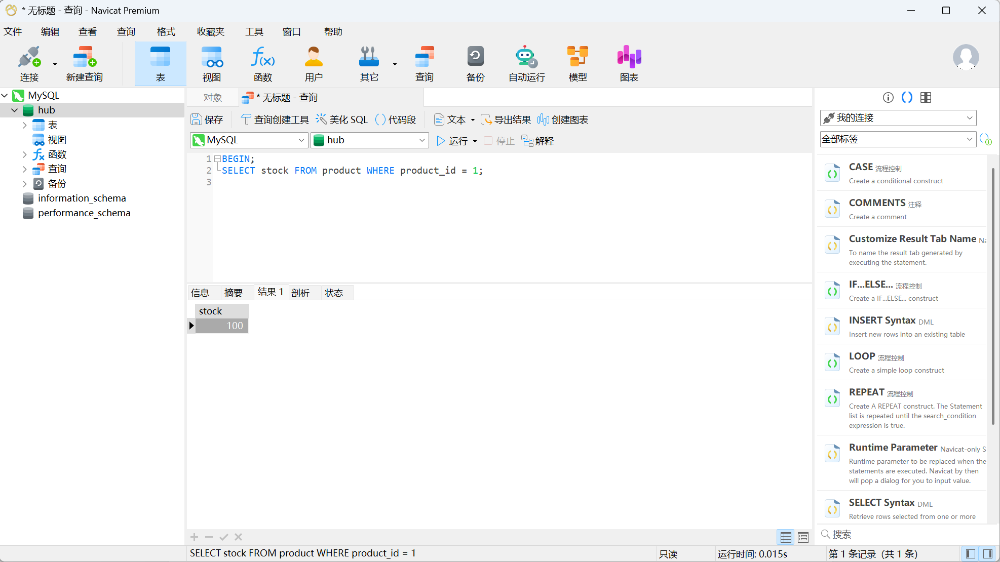 * 无标题 - 查询 - Navicat Premium
文件 编辑 查看 查询 格式 收藏夹 工具 窗口 帮助
连接 新建查询 表 视图 函数 用户 其它 查询 备份 自动运行 模型 图表
MySQL
hub
表
视图
函数
查询
备份
information_schema
performance_schema
对象 * 无标题 - 查询
保存 查询创建工具 美化 SQL 代码段 文本 导出结果 创建图表
MySQL hub 运行 停止 解释
1 BEGIN;
2 SELECT stock FROM product WHERE product_id = 1;
3
信息 摘要 结果 1 剖析 状态
stock
100
我的连接
全部标签
CASE 流程控制
Create a conditional construct
COMMENTS 注释
Create a comment
Customize Result Tab Name Na
To name the result tab generated by
executing the statement.
IF...ELSE... 流程控制
Create a IF...ELSE... construct
INSERT Syntax DML
Insert new rows into an existing table
LOOP 流程控制
Create a simple loop construct
REPEAT 流程控制
Create A REPEAT construct. The Statement
list is repeated until the search_condition
expression is true.
Runtime Parameter Navicat-only S
Runtime parameter to be replaced when the
statements are executed. Navicat by then
will pop a dialog for you to input value.
SELECT Syntax DML
Retrieve rows selected from one or more
搜索
SELECT stock FROM product WHERE product_id = 1 只读 运行时间: 0.015s 第 1 条记录 (共 1 条)